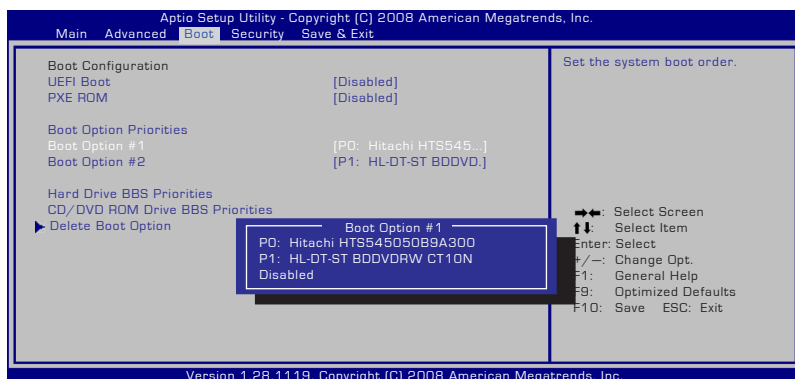 Aptio Setup Utility - Copyright (C) 2008 American Megatrends, Inc.
Main Advanced Boot Security Save & Exit
Boot Configuration
UEFI Boot [Disabled]
PXE ROM [Disabled]
Boot Option Priorities
Boot Option #1 [P0: Hitachi HTS545...]
Boot Option #2 [P1: HL-DT-ST BDDVD.]
Hard Drive BBS Priorities
CD/DVD ROM Drive BBS Priorities
Delete Boot Option
Boot Option #1
P0: Hitachi HTS545050B9A300
P1: HL-DT-ST BDDVDRW CT10N
Disabled
Set the system boot order.
→←: Select Screen
↑↓: Select Item
Enter: Select
+/—: Change Opt.
F1: General Help
F9: Optimized Defaults
F10: Save ESC: Exit
Version 1.28.1119. Copyright (C) 2008 American Megatrends, Inc.